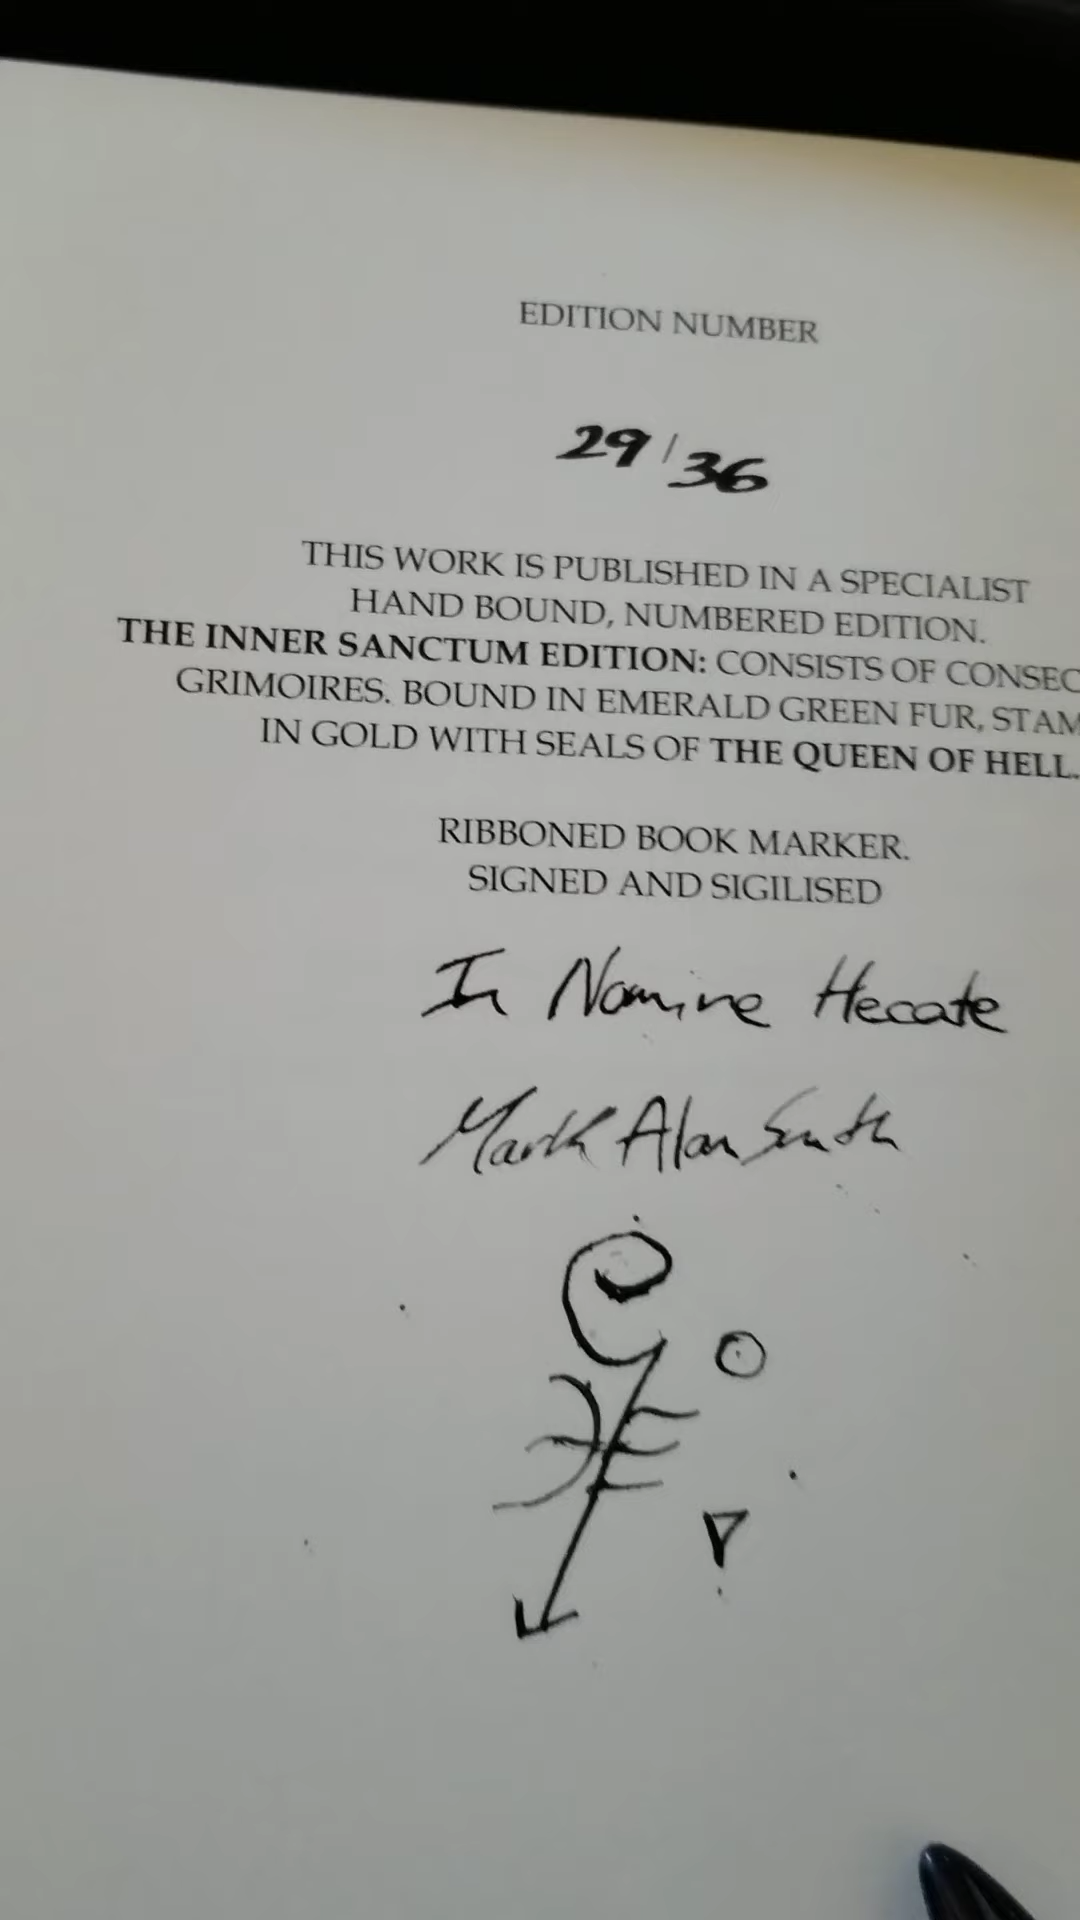 EDITION NUMBER
29/36
THIS WORK IS PUBLISHED IN A SPECIALIST
HAND BOUND, NUMBERED EDITION.
THE INNER SANCTUM EDITION: CONSISTS OF CONSEC
GRIMOIRES. BOUND IN EMERALD GREEN FUR, STAM
IN GOLD WITH SEALS OF THE QUEEN OF HELL.
RIBBONED BOOK MARKER.
SIGNED AND SIGILISED
In Nomine Hecate
Mark Alan Smith